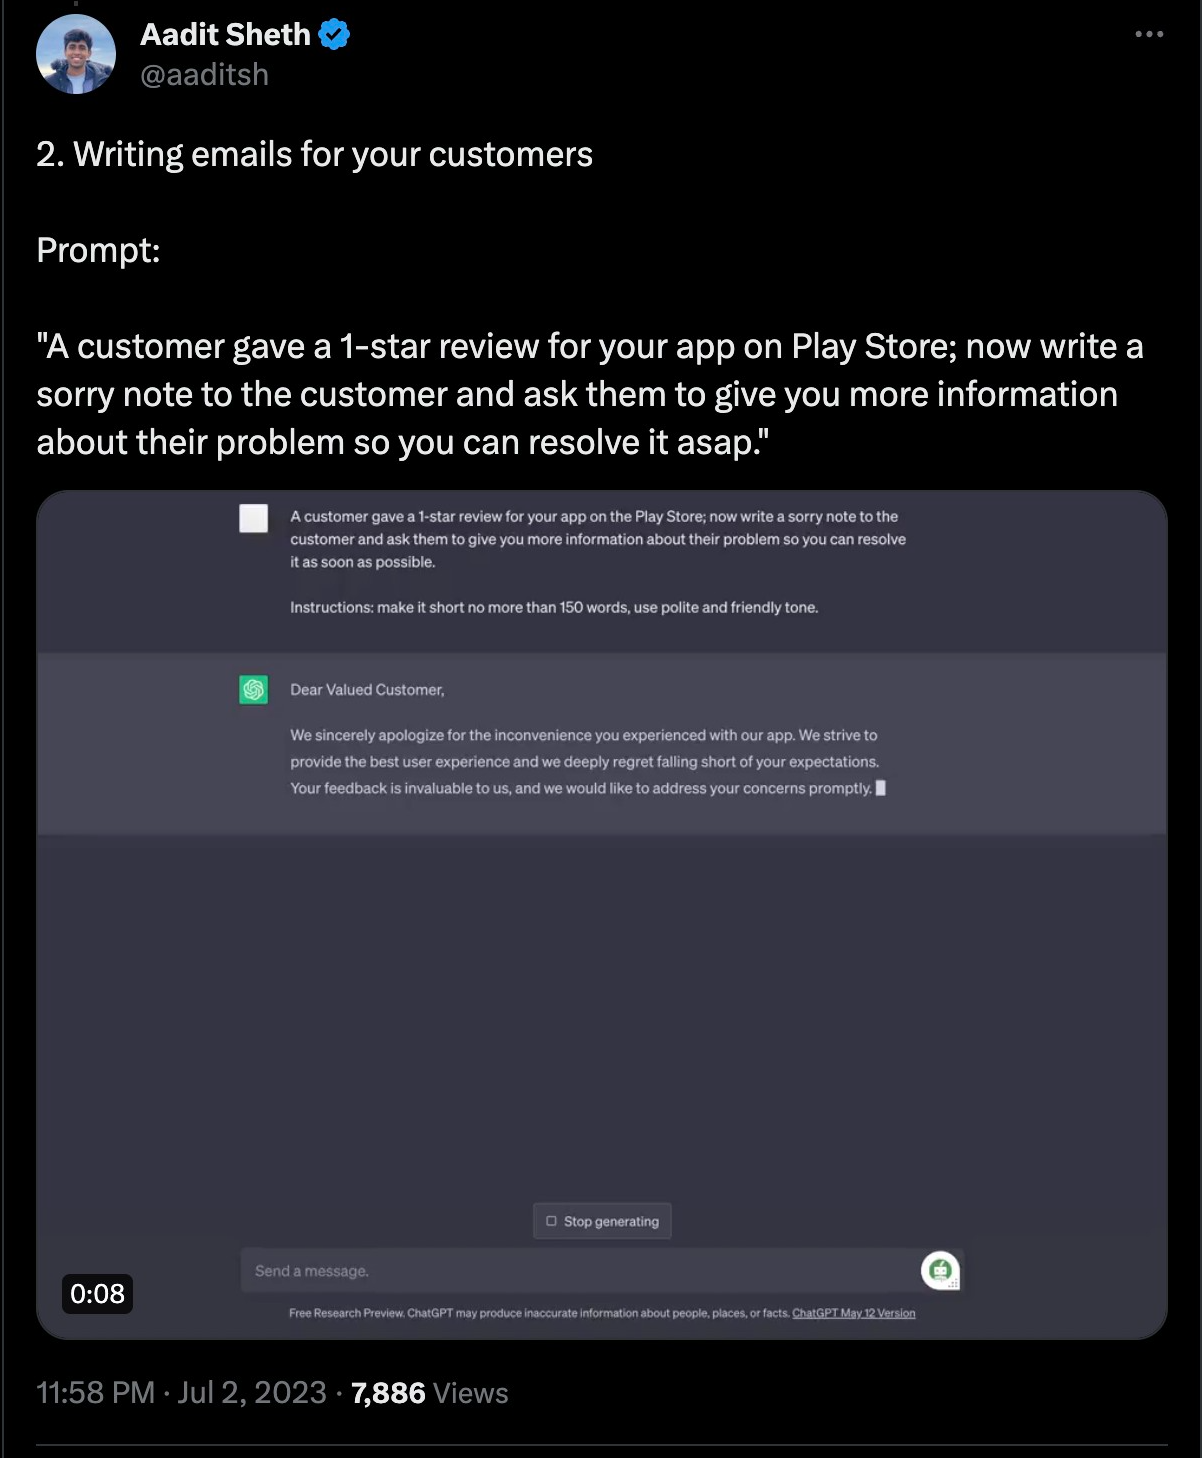 Aadit Sheth
@aaditsh
2. Writing emails for your customers
Prompt:
"A customer gave a 1-star review for your app on Play Store; now write a
sorry note to the customer and ask them to give you more information
about their problem so you can resolve it asap."
A customer gave a 1-star review for your app on the Play Store; now write a sorry note to the
customer and ask them to give you more information about their problem so you can resolve
it as soon as possible.
Instructions: make it short no more than 150 words, use polite and friendly tone.
Dear Valued Customer,
We sincerely apologize for the inconvenience you experienced with our app. We strive to
provide the best user experience and we deeply regret falling short of your expectations.
Your feedback is invaluable to us, and we would like to address your concerns promptly.
Stop generating
Send a message.
Free Research Preview. ChatGPT may produce inaccurate information about people, places, or facts. ChatGPT May 12 Version
0:08
11:58 PM · Jul 2, 2023 · 7,886 Views